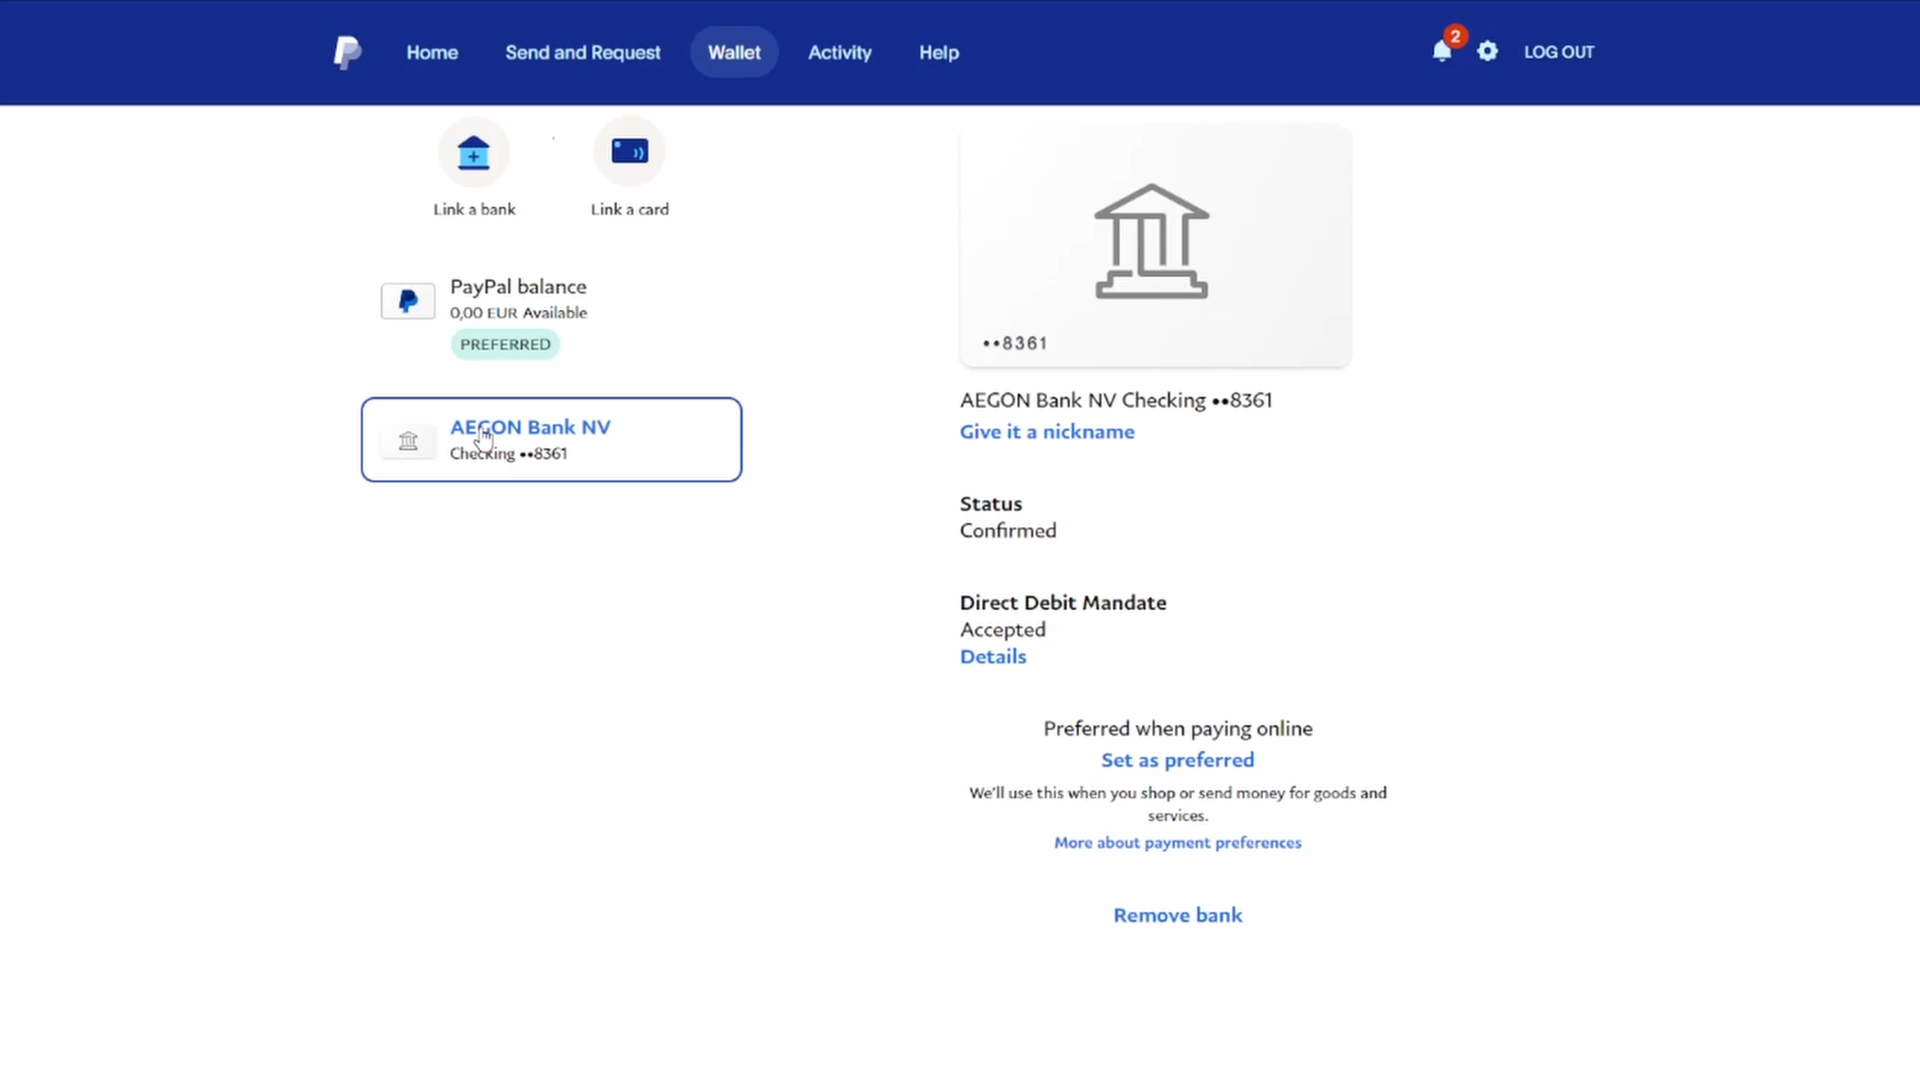 Home Send and Request Wallet Activity Help 2 LOG OUT
Link a bank Link a card
PayPal balance
0,00 EUR Available
PREFERRED
AEGON Bank NV
Checking ••8361
••8361
AEGON Bank NV Checking ••8361
Give it a nickname
Status
Confirmed
Direct Debit Mandate
Accepted
Details
Preferred when paying online
Set as preferred
We'll use this when you shop or send money for goods and
services.
More about payment preferences
Remove bank